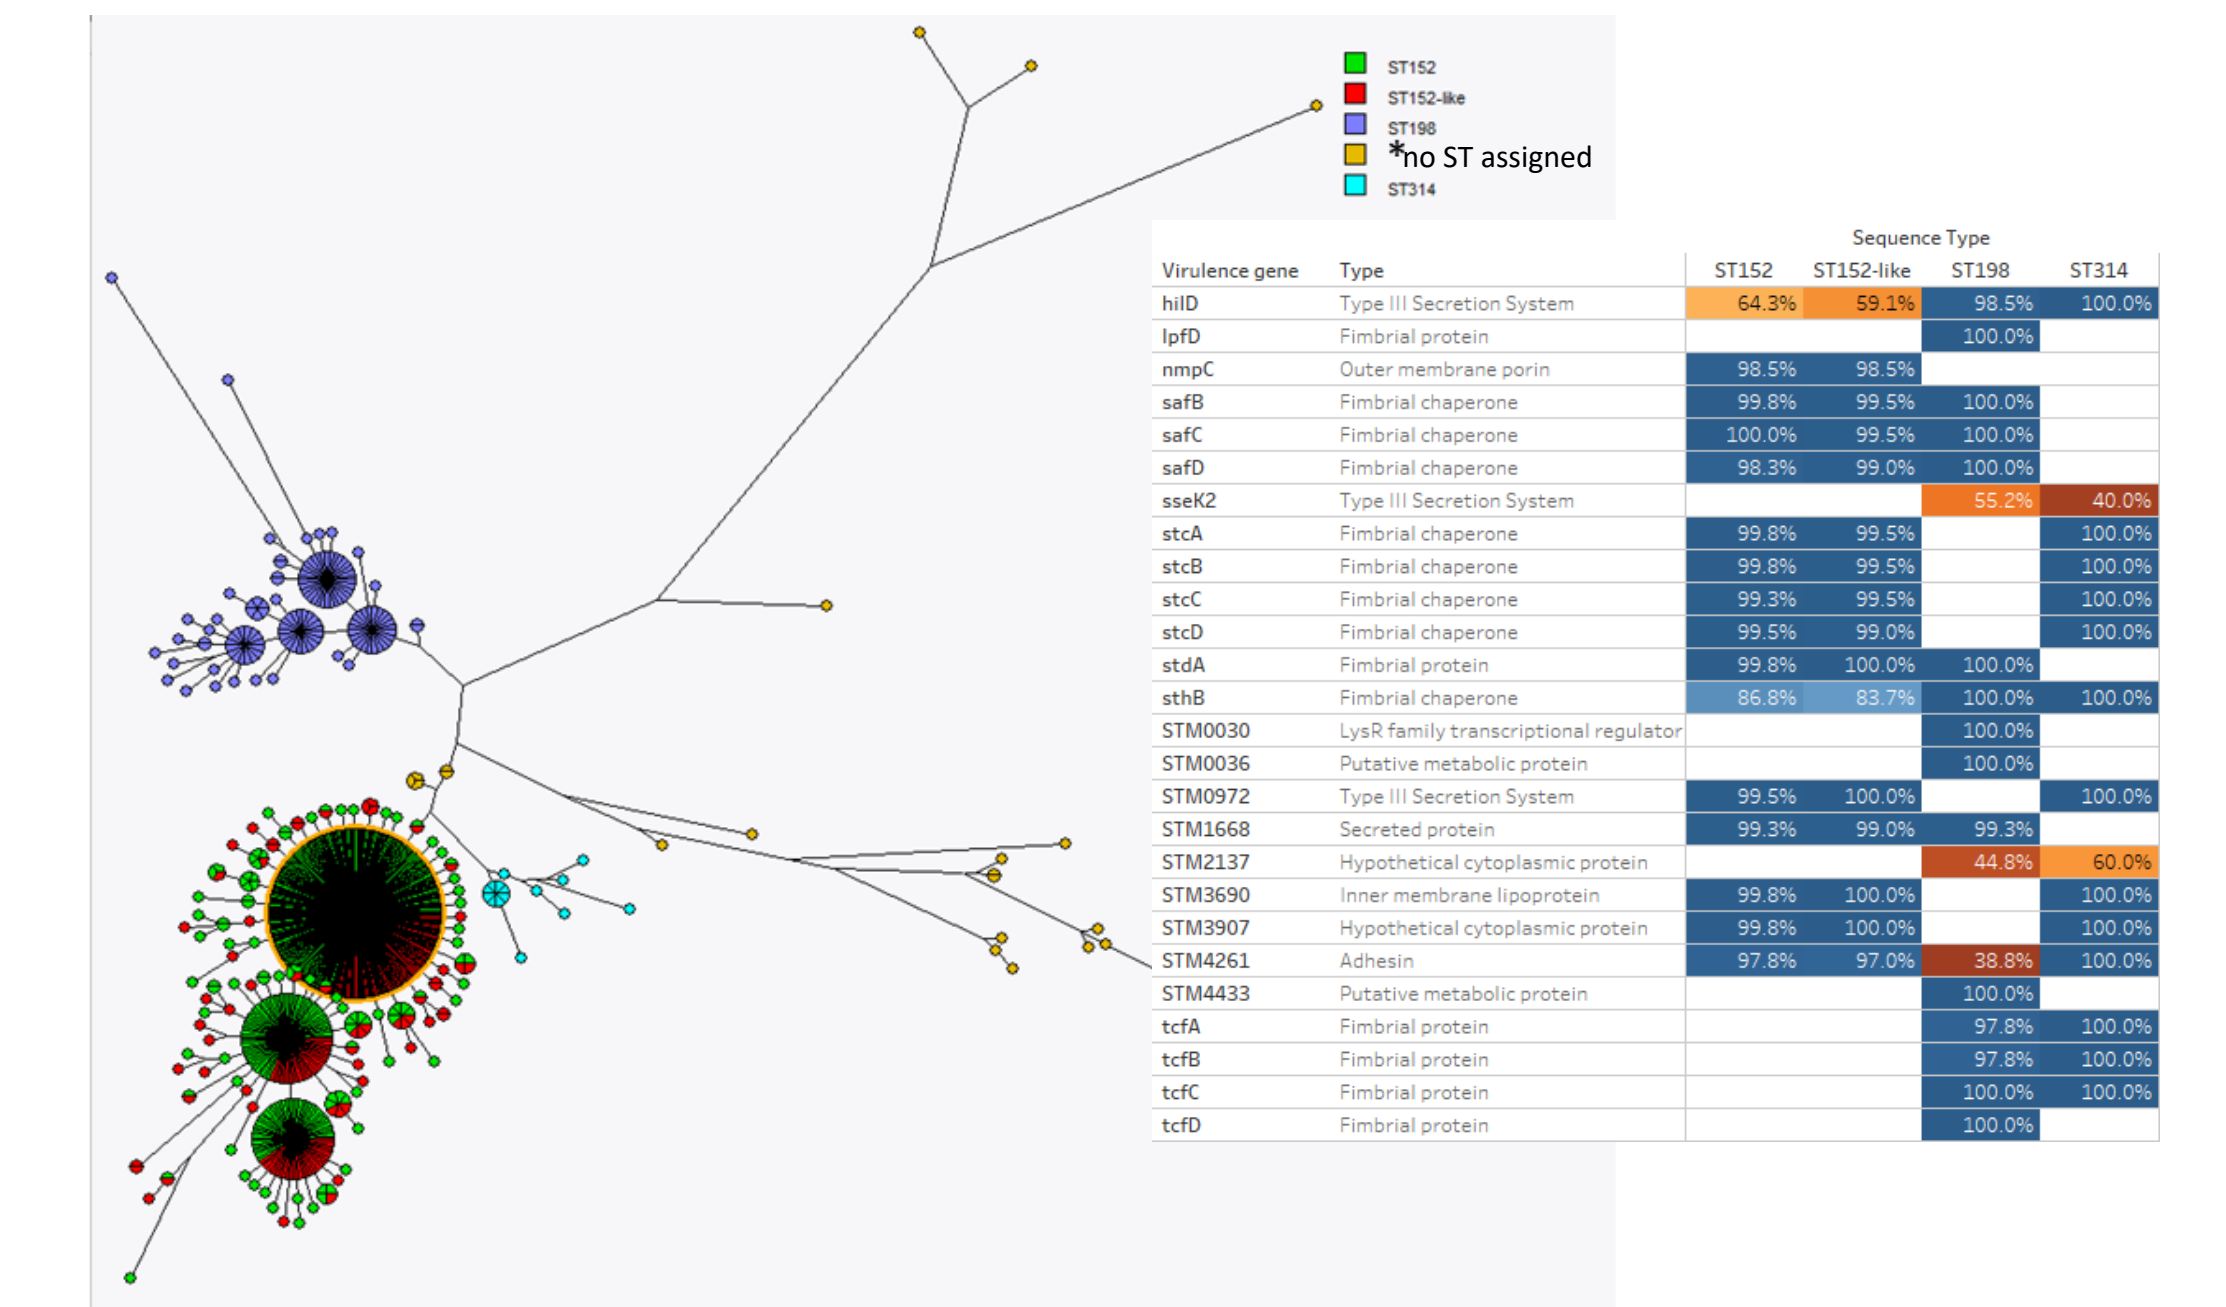 ST152
ST152-like
ST198
*no ST assigned
ST314
Sequence Type
Virulence gene Type ST152 ST152-like ST198 ST314
hilD Type III Secretion System 64.3% 59.1% 98.5% 100.0%
lpfD Fimbrial protein 100.0%
nmpC Outer membrane porin 98.5% 98.5%
safB Fimbrial chaperone 99.8% 99.5% 100.0%
safC Fimbrial chaperone 100.0% 99.5% 100.0%
safD Fimbrial chaperone 98.3% 99.0% 100.0%
sseK2 Type III Secretion System 55.2% 40.0%
stcA Fimbrial chaperone 99.8% 99.5% 100.0%
stcB Fimbrial chaperone 99.8% 99.5% 100.0%
stcC Fimbrial chaperone 99.3% 99.5% 100.0%
stcD Fimbrial chaperone 99.5% 99.0% 100.0%
stdA Fimbrial protein 99.8% 100.0% 100.0%
sthB Fimbrial chaperone 86.8% 83.7% 100.0% 100.0%
STM0030 LysR family transcriptional regulator 100.0%
STM0036 Putative metabolic protein 100.0%
STM0972 Type III Secretion System 99.5% 100.0% 100.0%
STM1668 Secreted protein 99.3% 99.0% 99.3%
STM2137 Hypothetical cytoplasmic protein 44.8% 60.0%
STM3690 Inner membrane lipoprotein 99.8% 100.0% 100.0%
STM3907 Hypothetical cytoplasmic protein 99.8% 100.0% 100.0%
STM4261 Adhesin 97.8% 97.0% 38.8% 100.0%
STM4433 Putative metabolic protein 100.0%
tcfA Fimbrial protein 97.8% 100.0%
tcfB Fimbrial protein 97.8% 100.0%
tcfC Fimbrial protein 100.0% 100.0%
tcfD Fimbrial protein 100.0%